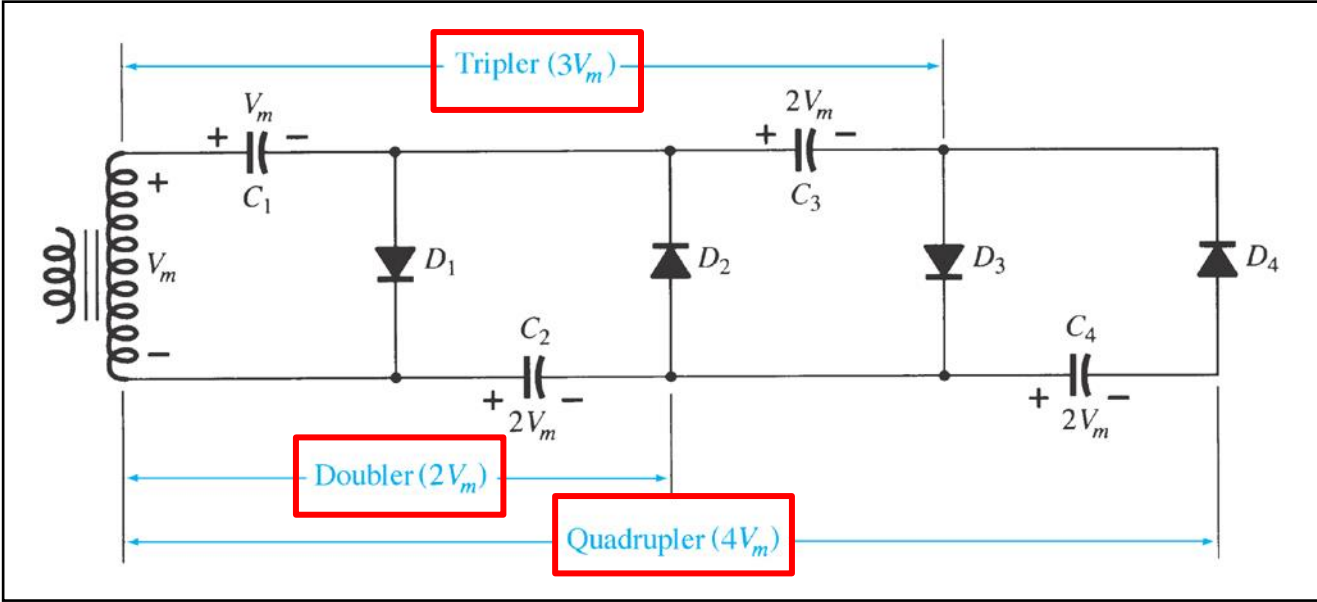 Tripler (3Vm)
Vm
2Vm
+ −
+ −
C1
C3
+
Vm
D1
D2
D3
D4
−
C2
C4
+ −
+ −
2Vm
2Vm
Doubler (2Vm)
Quadrupler (4Vm)